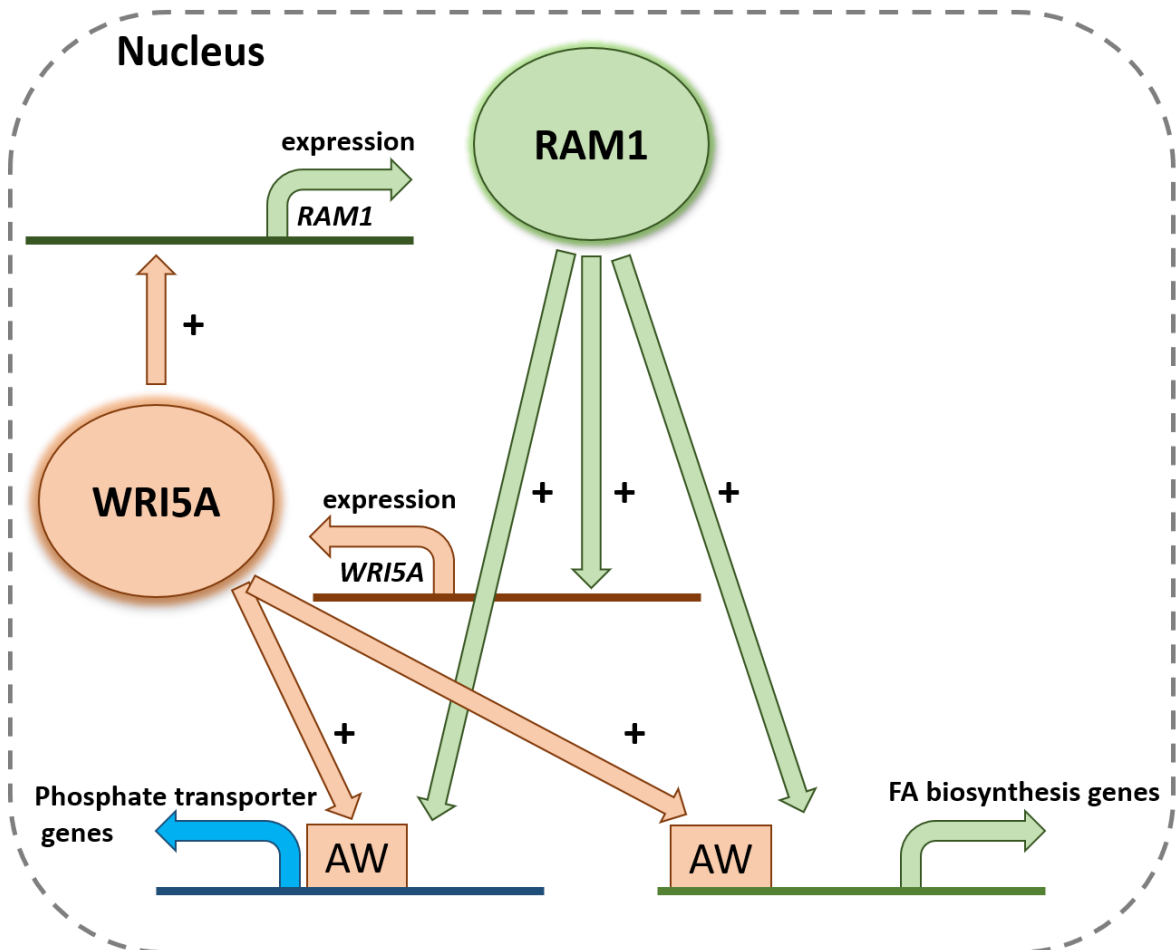 Nucleus
expression
RAM1
RAM1
+
WRI5A
expression
WRI5A
+
+
+
+
+
Phosphate transporter
genes
FA biosynthesis genes
AW
AW